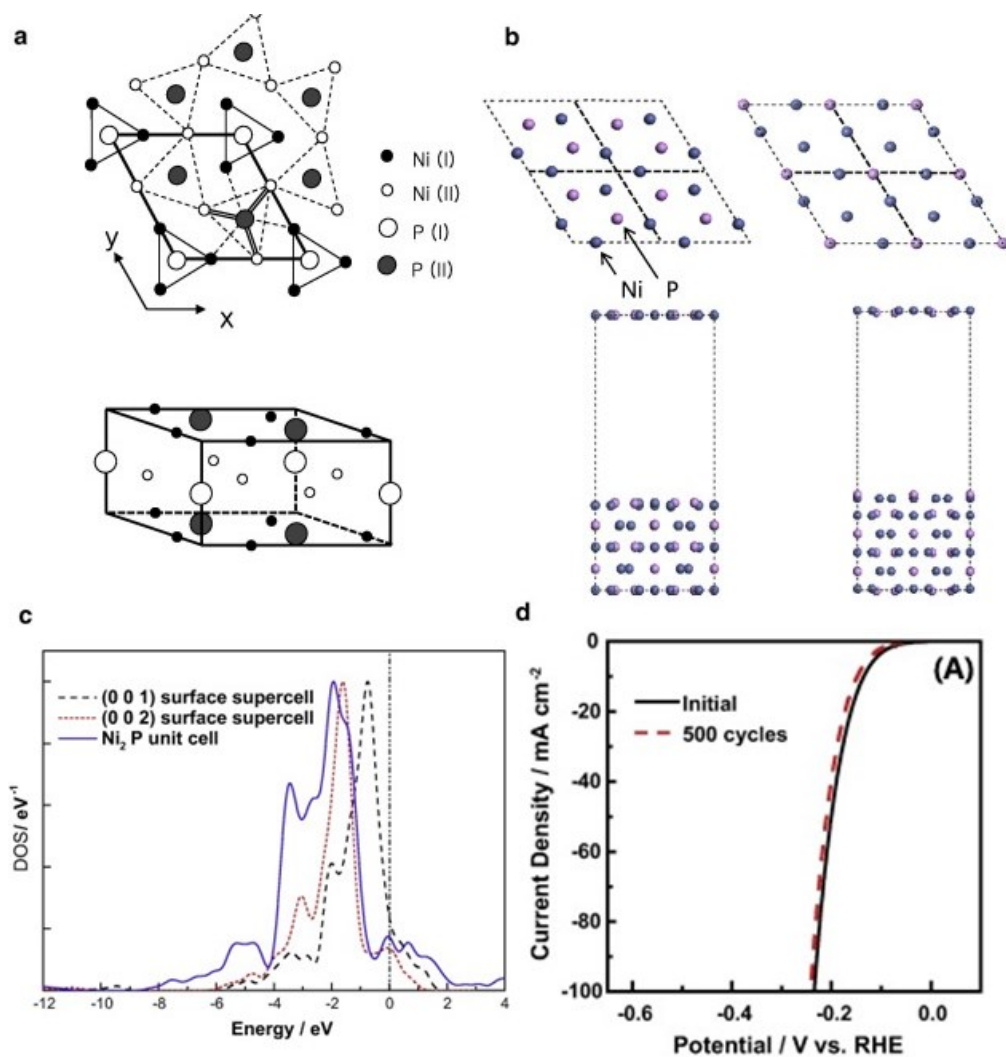 a
Ni (I)
Ni (II)
P (I)
P (II)
y
x
b
Ni P
c
(0 0 1) surface supercell
(0 0 2) surface supercell
Ni₂ P unit cell
DOS/ eV⁻¹
-12 -10 -8 -6 -4 -2 0 2 4
Energy / eV
d
(A)
Initial
500 cycles
0
-20
-40
-60
-80
-100
Current Density / mA cm⁻²
-0.6 -0.4 -0.2 0.0
Potential / V vs. RHE